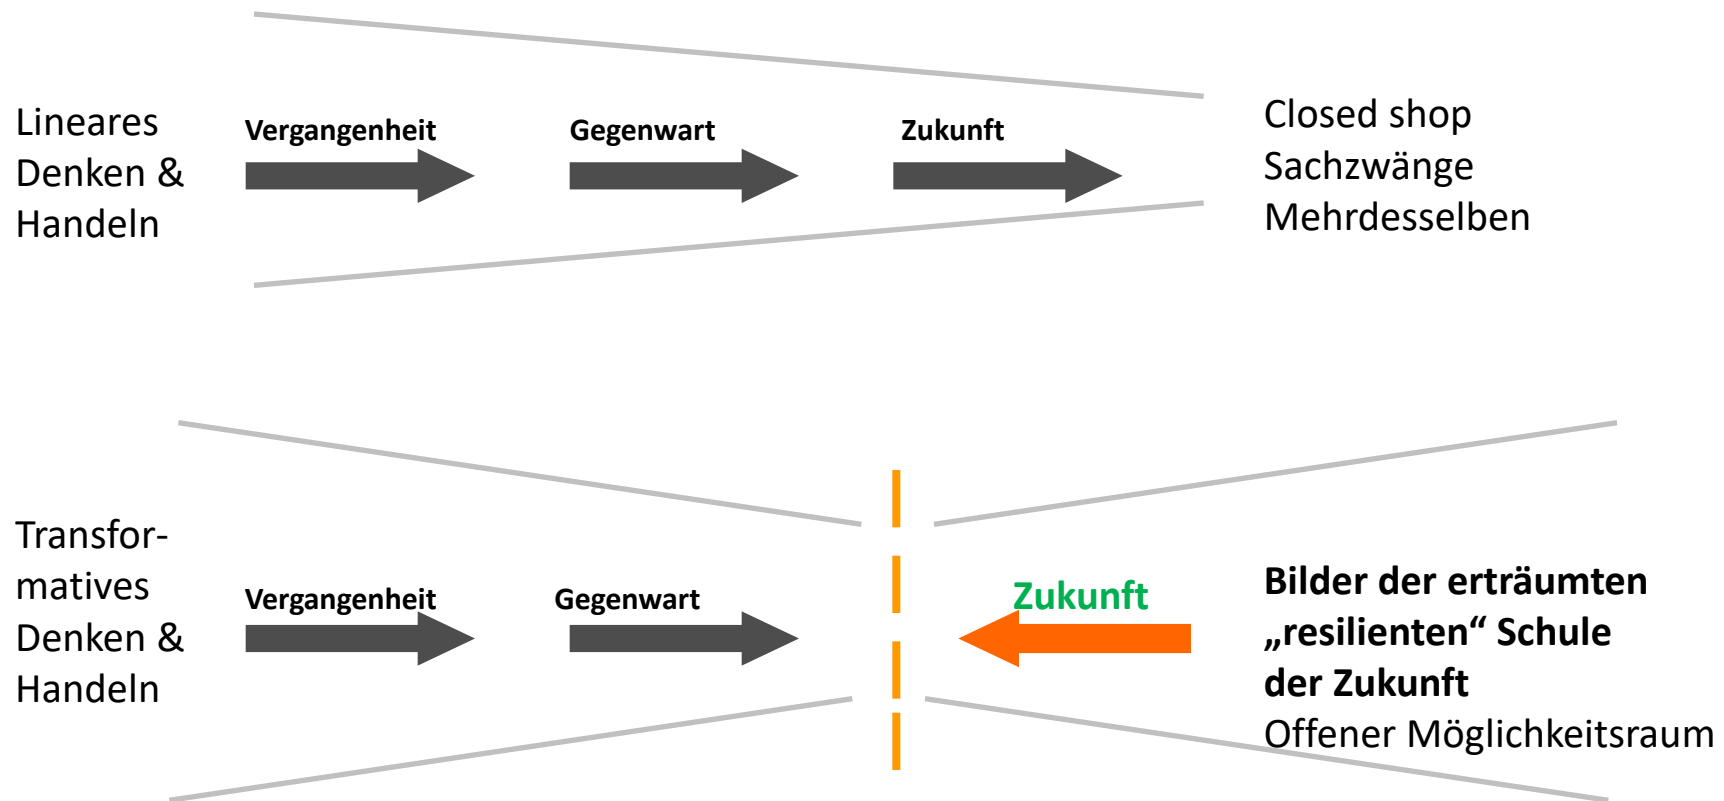 Lineares
Denken &
Handeln
Vergangenheit
Gegenwart
Zukunft
Closed shop
Sachzwänge
Mehrdesselben
Transfor-
matives
Denken &
Handeln
Vergangenheit
Gegenwart
Zukunft
Bilder der erträumten
„resilienten“ Schule
der Zukunft
Offener Möglichkeitsraum